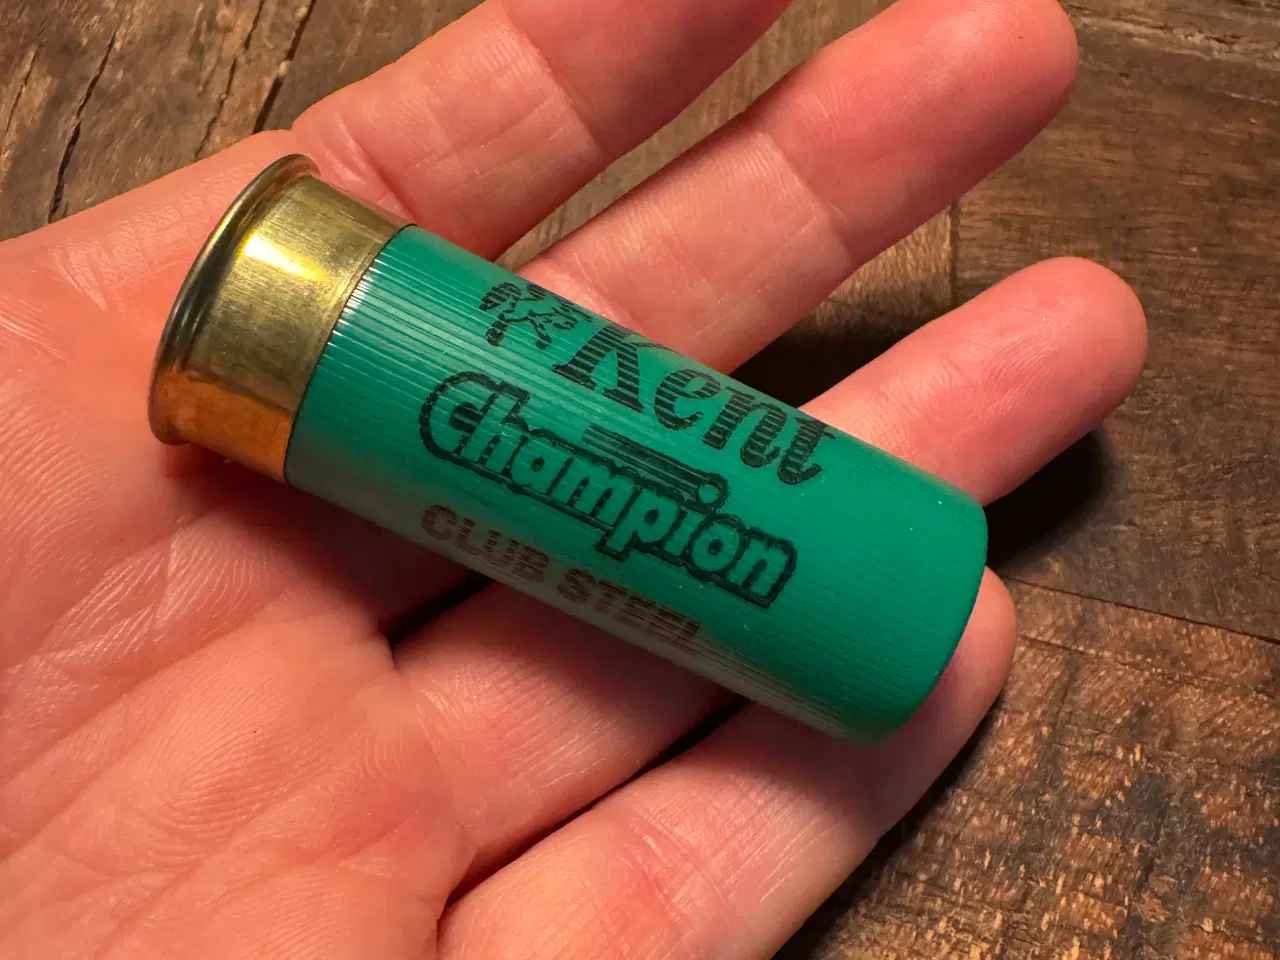 Kent
Champion
CLUB STEEL